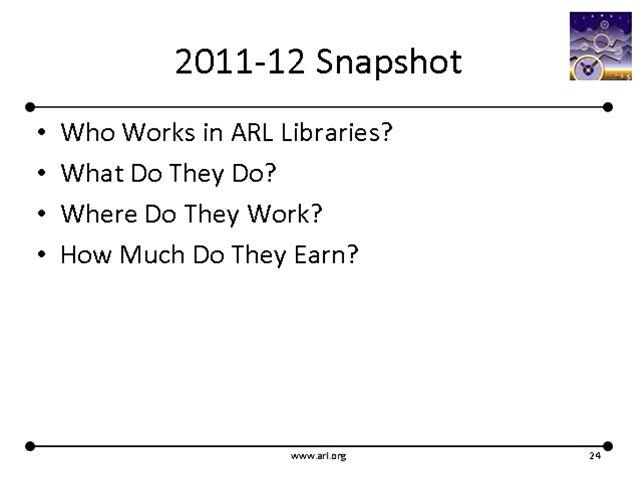 2011-12 Snapshot
• Who Works in ARL Libraries?
• What Do They Do?
• Where Do They Work?
• How Much Do They Earn?
www.arl.org
24